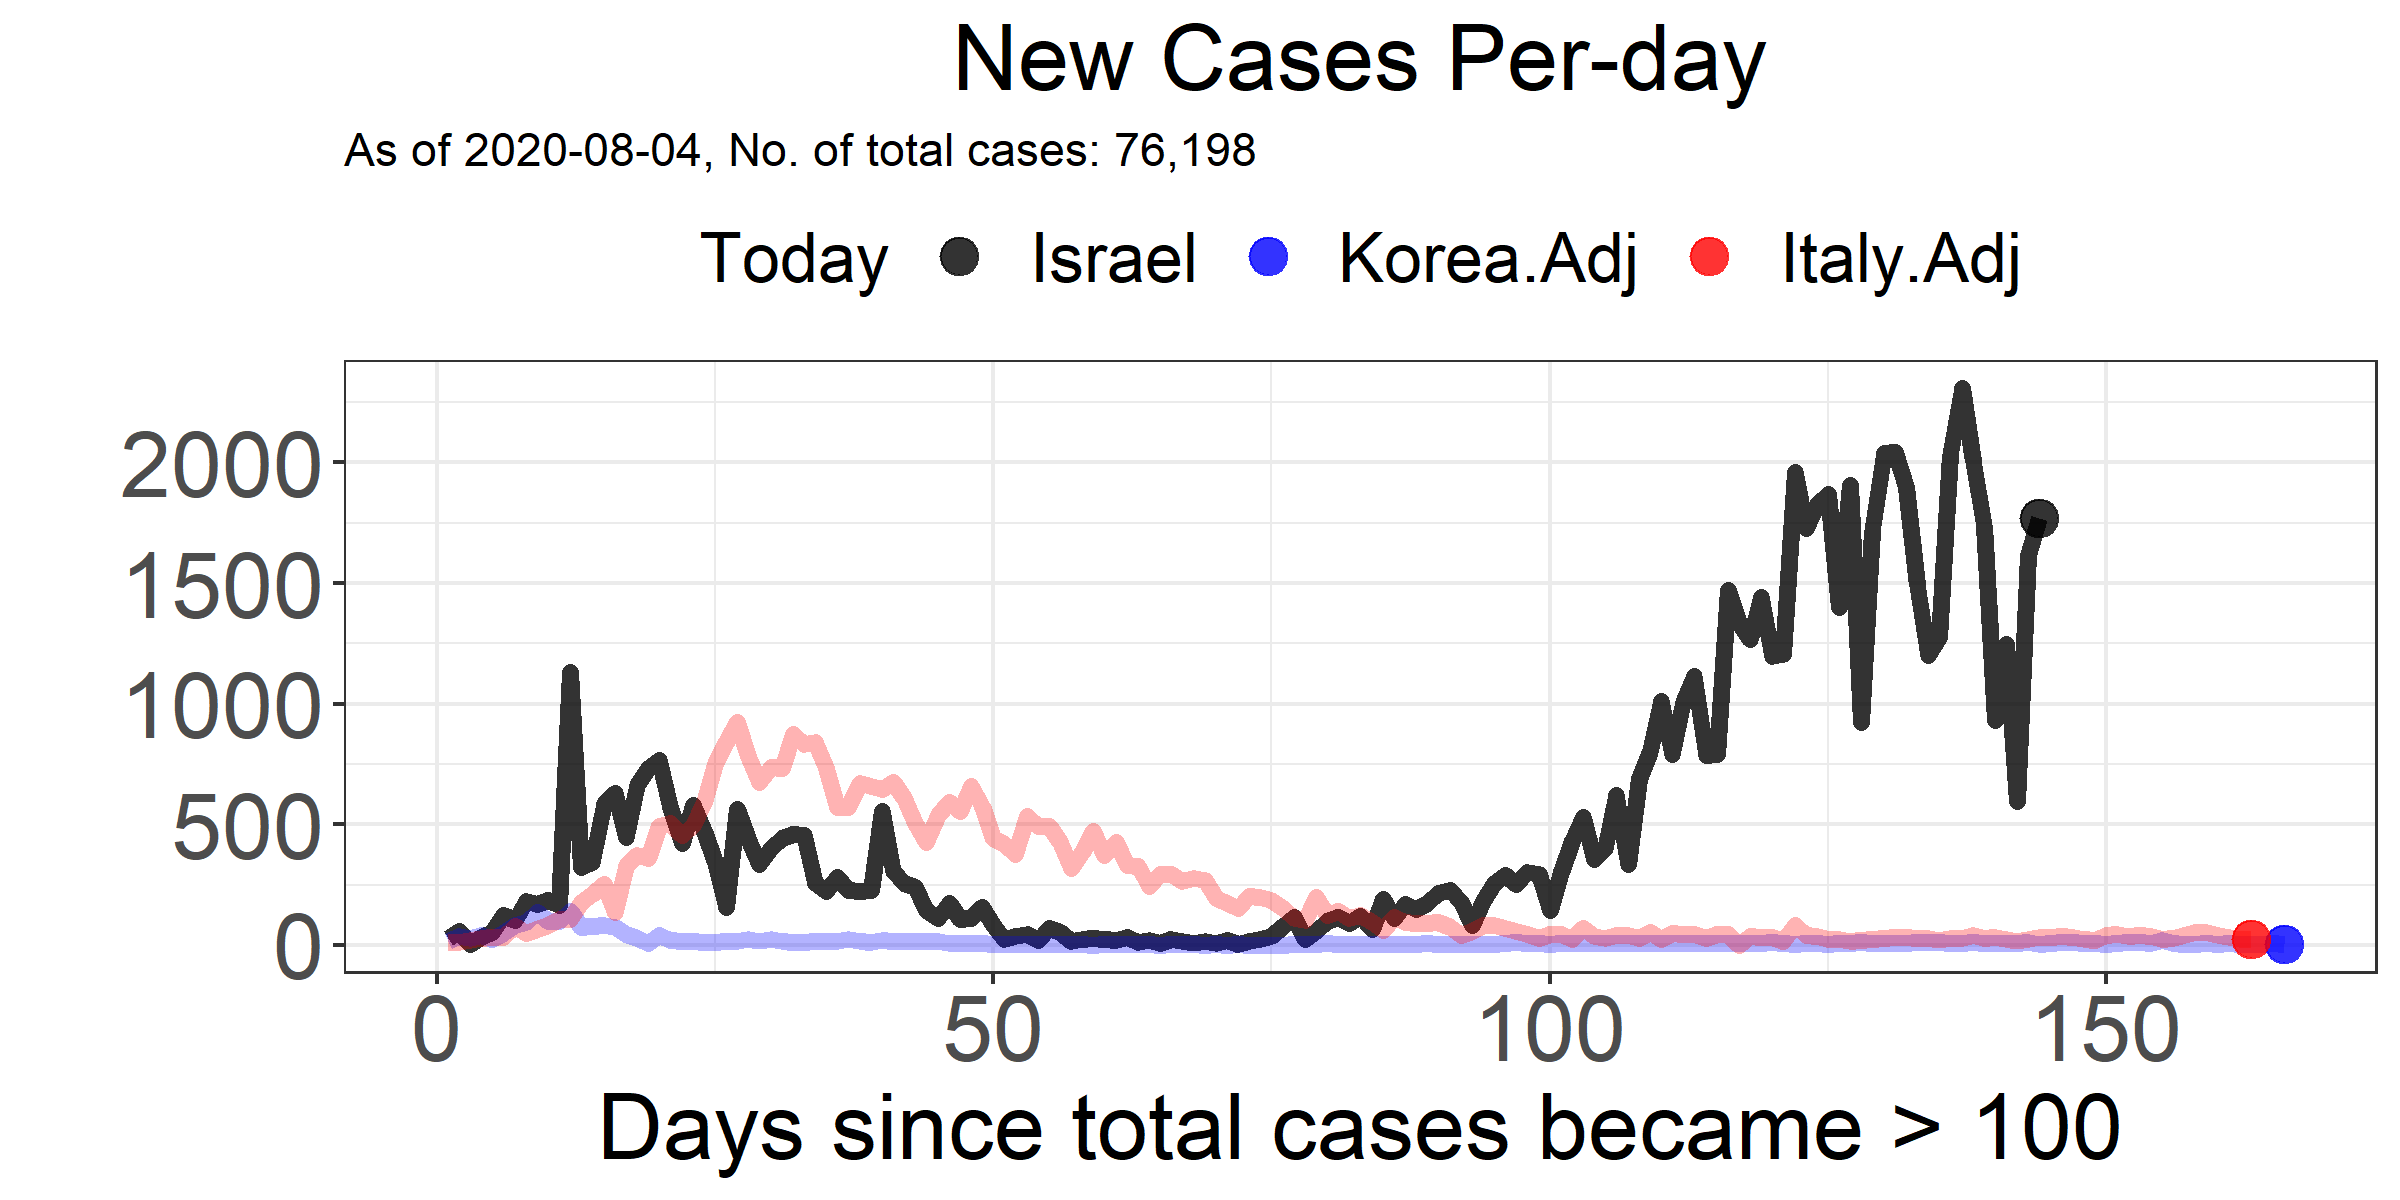 New Cases Per-day
As of 2020-08-04, No. of total cases: 76,198
Today Israel Korea.Adj Italy.Adj
2000
1500
1000
500
0
0 50 100 150
Days since total cases became > 100